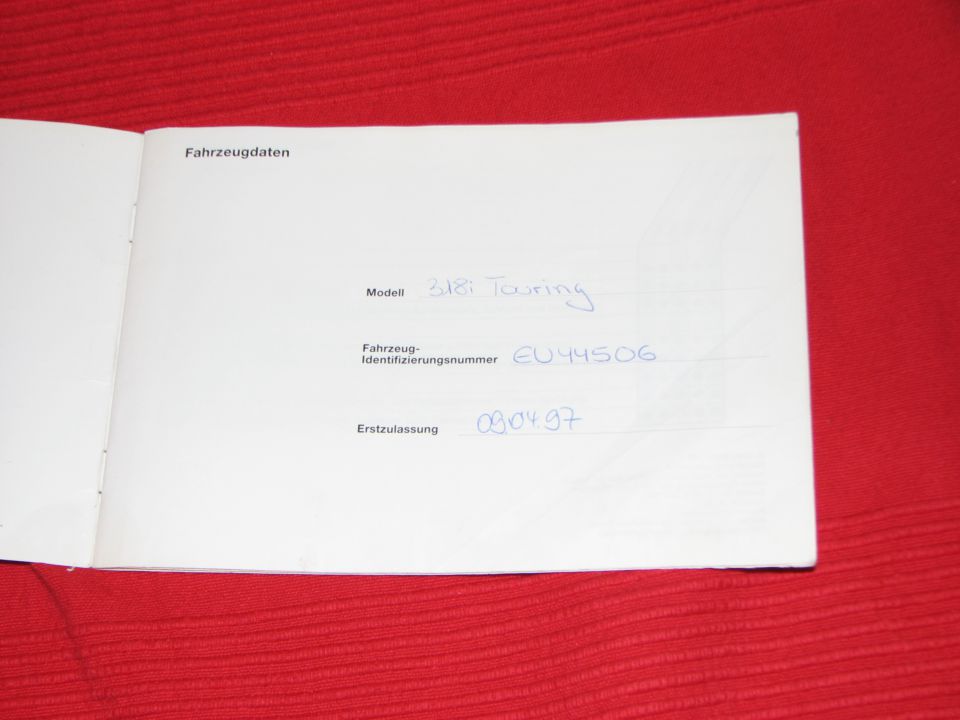 Fahrzeugdaten
Modell 318i Touring
Fahrzeug-
Identifizierungsnummer EU44506
Erstzulassung 09.04.97